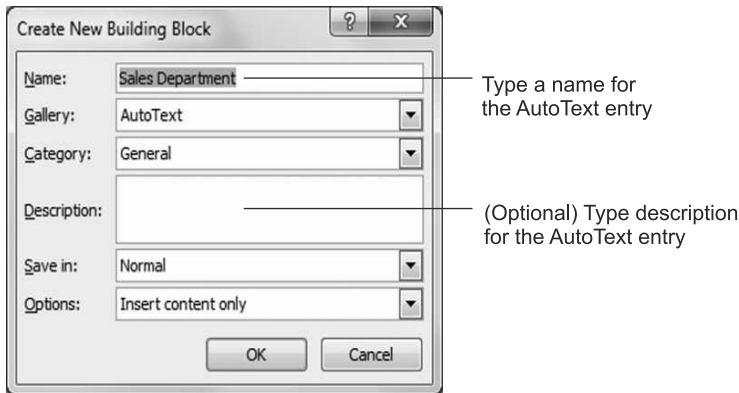 Create New Building Block
Name: Sales Department
Type a name for
the AutoText entry
Gallery: AutoText
Category: General
Description:
(Optional) Type description
for the AutoText entry
Save in: Normal
Options: Insert content only
OK Cancel